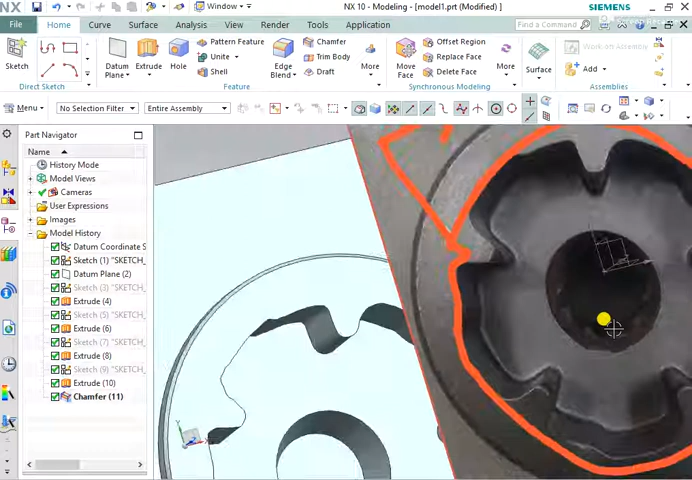 NX
Window
NX 10 - Modeling - [model1.prt (Modified) ]
SIEMENS
File
Home
Curve
Surface
Analysis
View
Render
Tools
Application
Find a Command
Sketch
Direct Sketch
Datum
Plane
Extrude
Hole
Pattern Feature
Unite
Shell
Edge
Blend
Chamfer
Trim Body
Draft
More
Feature
Move
Face
Offset Region
Replace Face
Delete Face
More
Synchronous Modeling
Surface
Work on Assembly
Add
Assemblies
Menu
No Selection Filter
Entire Assembly
Part Navigator
Name
History Mode
Model Views
Cameras
User Expressions
Images
Model History
Datum Coordinate S
Sketch (1) "SKETCH_
Datum Plane (2)
Sketch (3) "SKETCH_
Extrude (4)
Sketch (5) "SKETCH_
Extrude (6)
Sketch (7) "SKETCH_
Extrude (8)
Sketch (9) "SKETCH_
Extrude (10)
Chamfer (11)